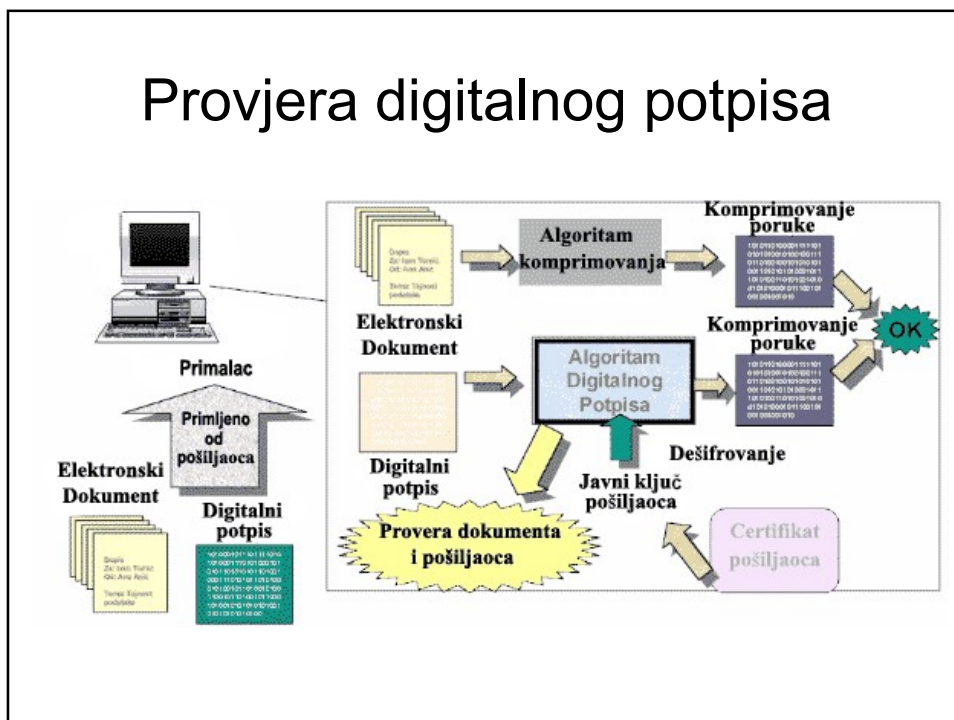 Provjera digitalnog potpisa
Komprimovanje
poruke
Algoritam
komprimovanja
Elektronski
Dokument
Komprimovanje
poruke
OK
Algoritam
Digitalnog
Potpisa
Primalac
Primljeno
od
pošiljaoca
Digitalni
potpis
Dešifrovanje
Javni ključ
pošiljaoca
Elektronski
Dokument
Digitalni
potpis
Provera dokumenta
i pošiljaoca
Certifikat
pošiljaoca